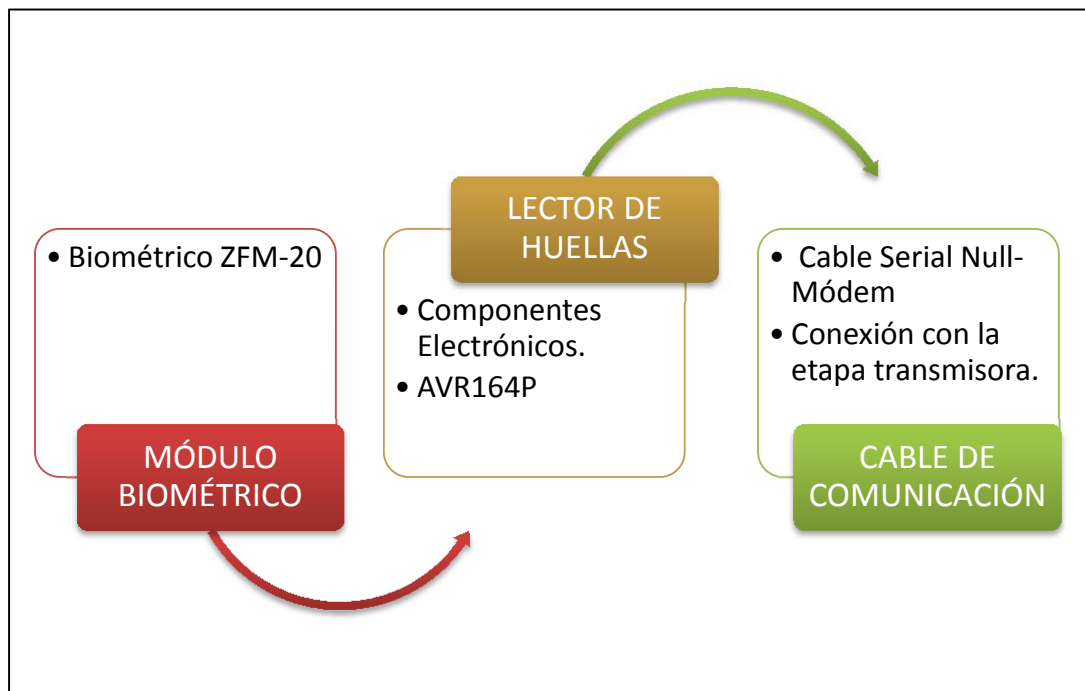 • Biométrico ZFM-20
MÓDULO
BIOMÉTRICO
LECTOR DE
HUELLAS
• Componentes
Electrónicos.
• AVR164P
• Cable Serial Null-
Módem
• Conexión con la
etapa transmisora.
CABLE DE
COMUNICACIÓN